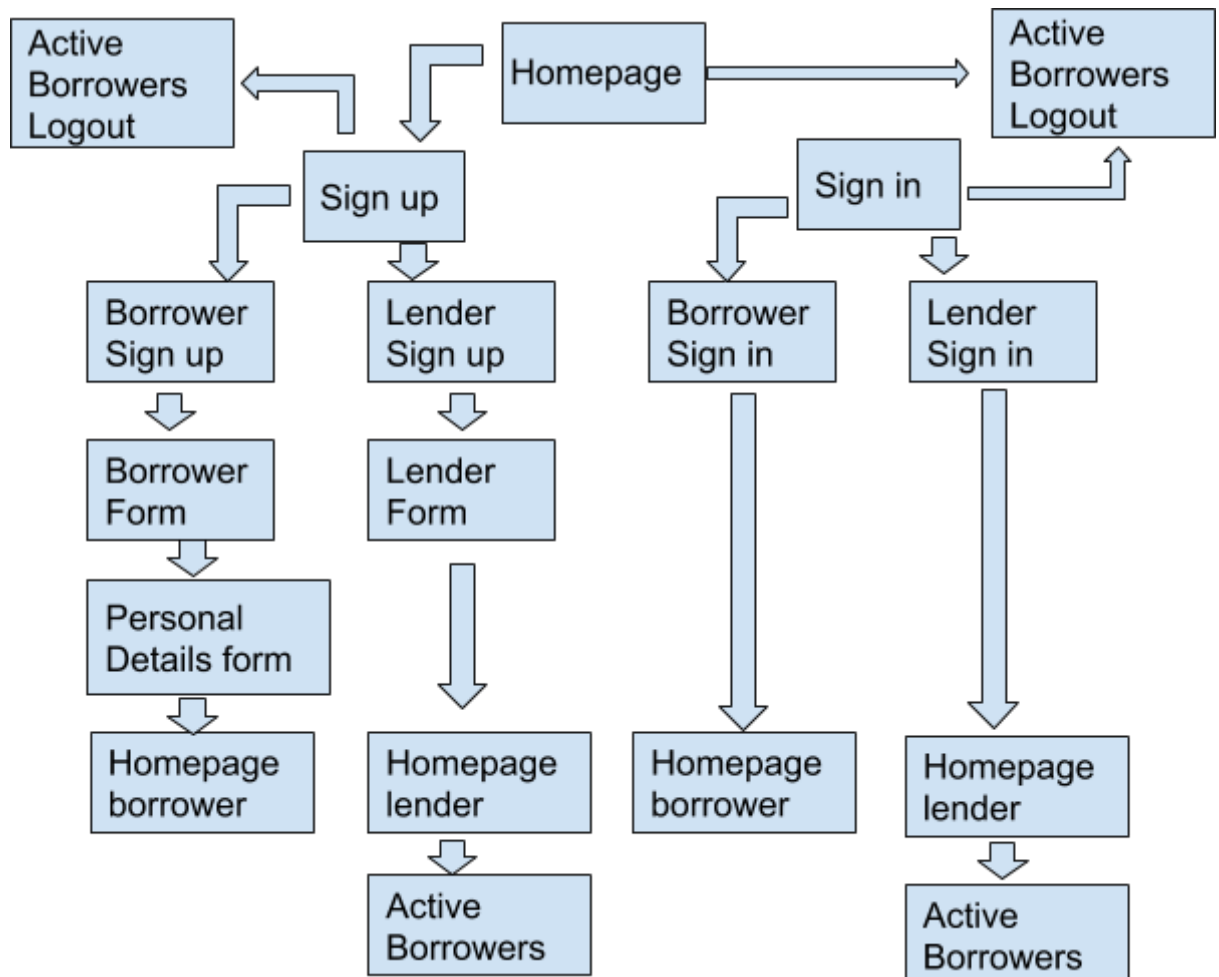 Active
Borrowers
Logout
Homepage
Active
Borrowers
Logout
Sign up
Sign in
Borrower
Sign up
Lender
Sign up
Borrower
Sign in
Lender
Sign in
Borrower
Form
Lender
Form
Personal
Details form
Homepage
borrower
Homepage
lender
Homepage
borrower
Homepage
lender
Active
Borrowers
Active
Borrowers